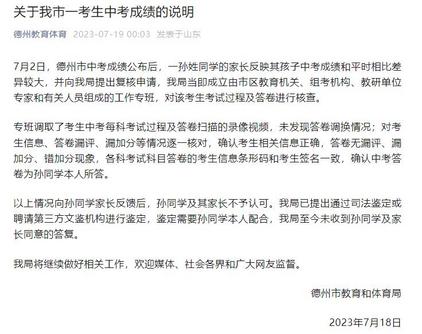 关于我市一考生中考成绩的说明
德州教育体育 2023-07-19 00:03 发表于山东
7月2日，德州市中考成绩公布后，一孙姓同学的家长反映其孩子中考成绩和平时相比差
异较大，并向我局提出复核申请，我局当即成立由市区教育机关、组考机构、教研单位
专家和有关人员组成的工作专班，对该考生考试过程及答卷进行核查。
专班调取了考生中考每科考试过程及答卷扫描的录像视频，未发现答卷调换情况；对考
生信息、答卷漏评、漏加分等情况逐一核对，确认考生相关信息正确，答卷无漏评、漏
加分、错加分现象，各科考试科目答卷的考生信息条形码和考生签名一致，确认中考答
卷为孙同学本人所答。
以上情况向孙同学家长反馈后，孙同学及其家长不予认可。我局已提出通过司法鉴定或
聘请第三方文鉴机构进行鉴定，鉴定需要孙同学本人配合，我局至今未收到孙同学及家
长同意的答复。
我局将继续做好相关工作，欢迎媒体、社会各界和广大网友监督。
德州市教育和体育局
2023年7月18日